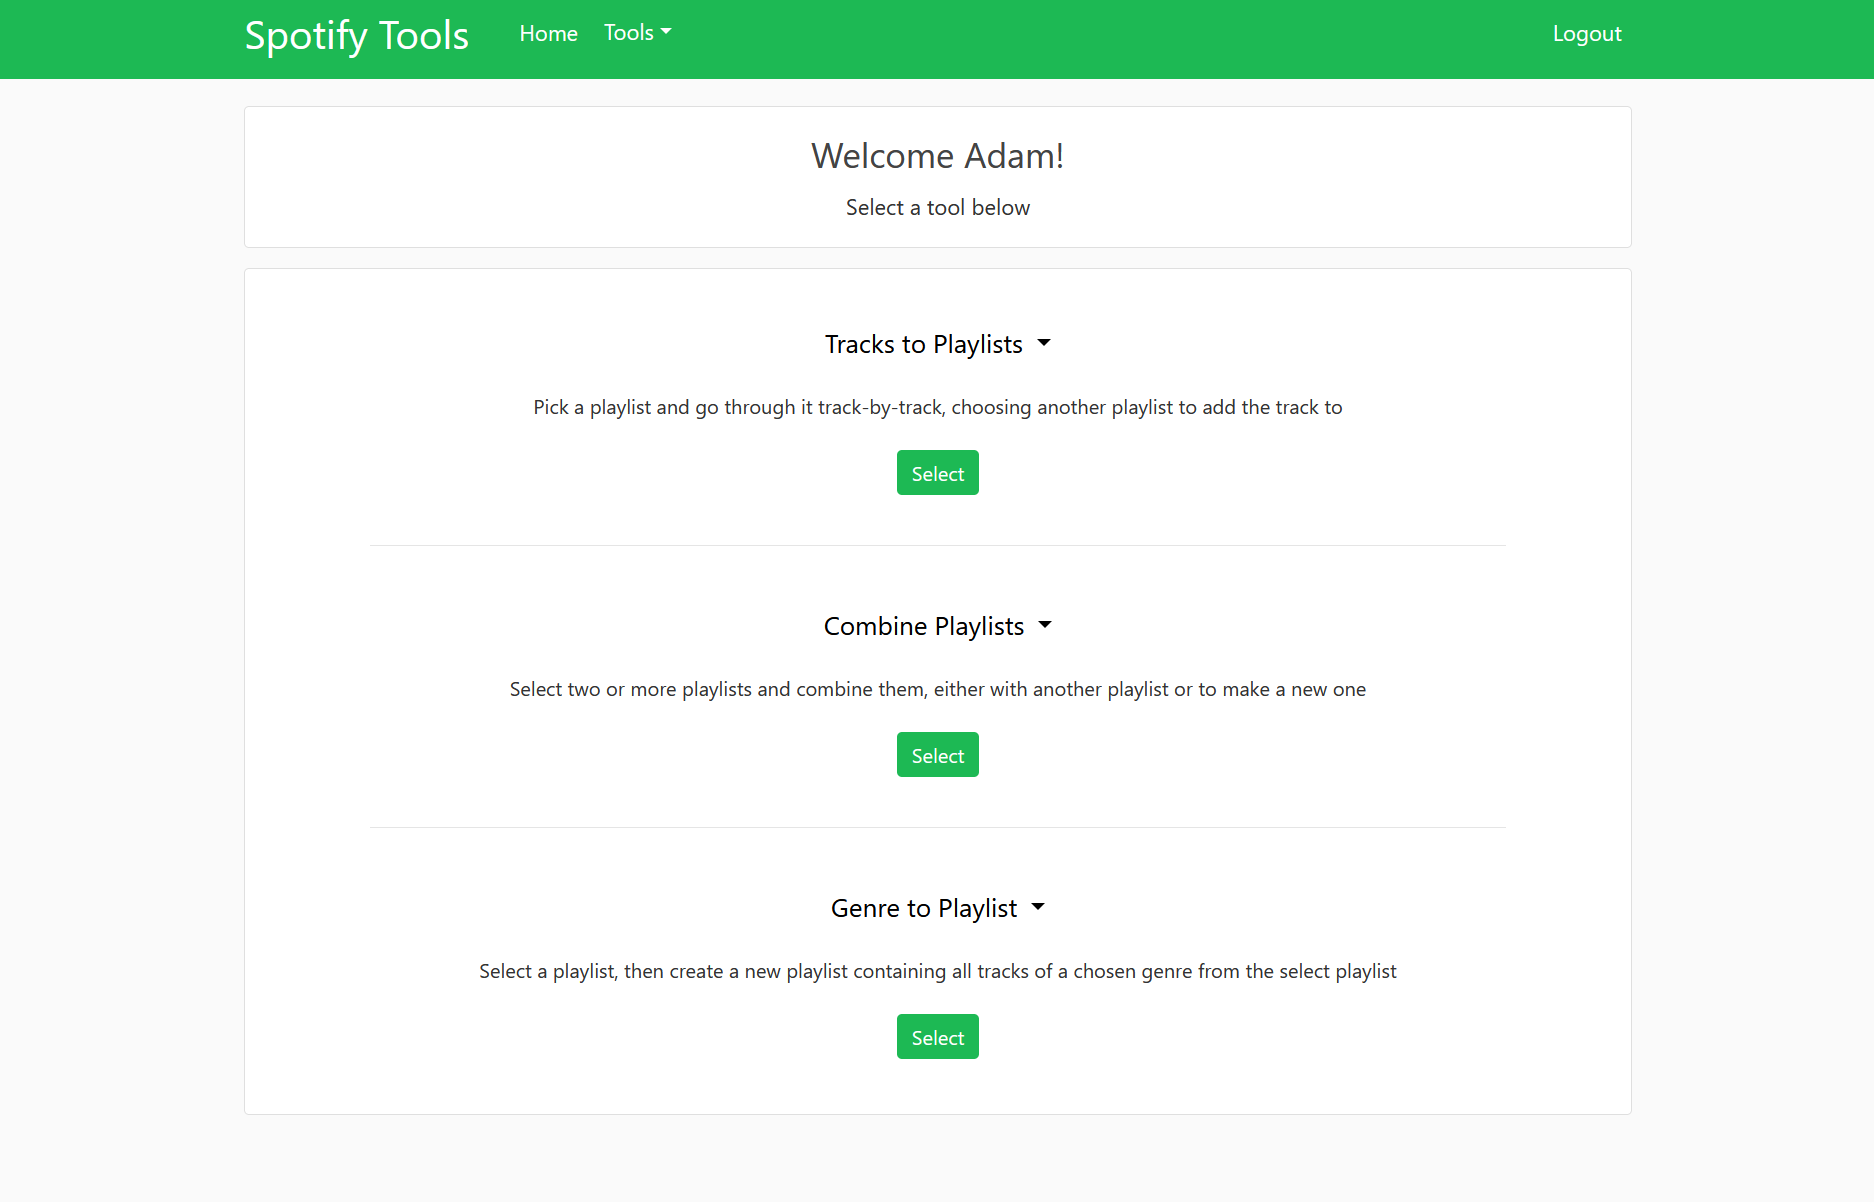 Spotify Tools Home Tools Logout
Welcome Adam!
Select a tool below
Tracks to Playlists
Pick a playlist and go through it track-by-track, choosing another playlist to add the track to
Select
Combine Playlists
Select two or more playlists and combine them, either with another playlist or to make a new one
Select
Genre to Playlist
Select a playlist, then create a new playlist containing all tracks of a chosen genre from the select playlist
Select